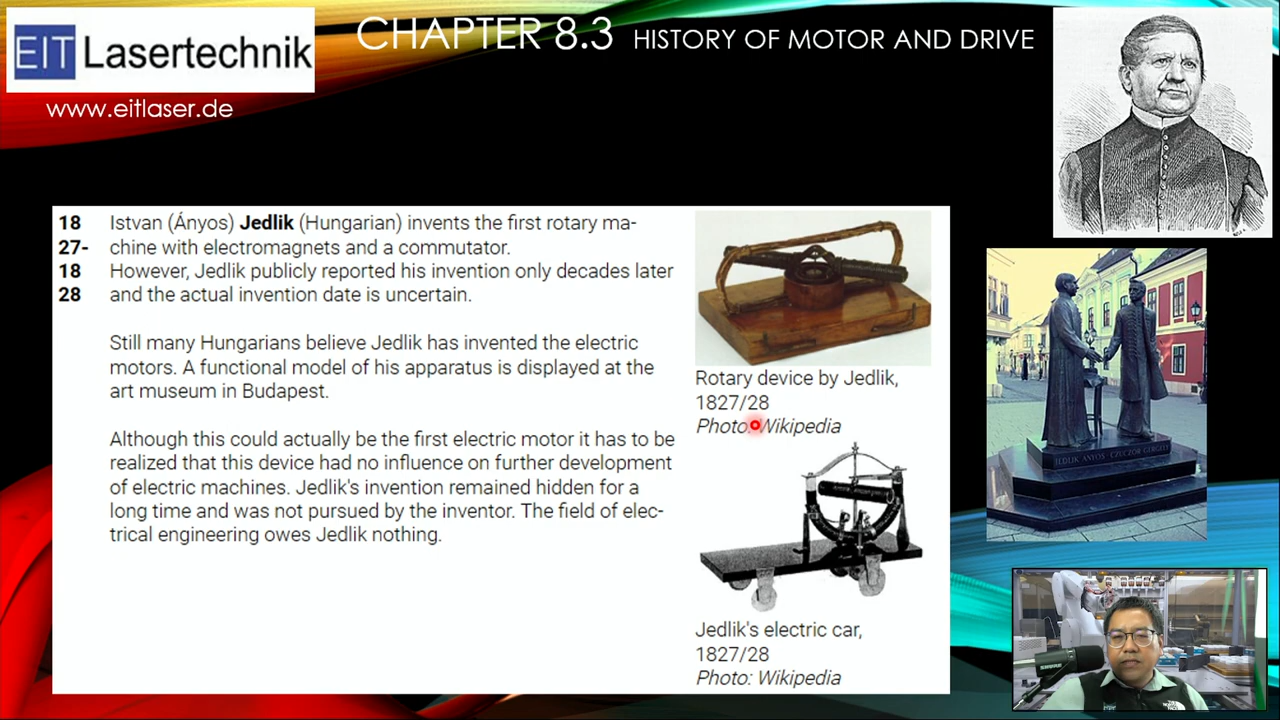 EIT Lasertechnik
CHAPTER 8.3 HISTORY OF MOTOR AND DRIVE
www.eitlaser.de
18
27-
18
28
Istvan (Ányos) Jedlik (Hungarian) invents the first rotary ma-
chine with electromagnets and a commutator.
However, Jedlik publicly reported his invention only decades later
and the actual invention date is uncertain.
Still many Hungarians believe Jedlik has invented the electric
motors. A functional model of his apparatus is displayed at the
art museum in Budapest.
Although this could actually be the first electric motor it has to be
realized that this device had no influence on further development
of electric machines. Jedlik's invention remained hidden for a
long time and was not pursued by the inventor. The field of elec-
trical engineering owes Jedlik nothing.
Rotary device by Jedlik,
1827/28
Photo: Wikipedia
Jedlik's electric car,
1827/28
Photo: Wikipedia
JEDLIK ÁNYOS · CZUCZOR GERGELY